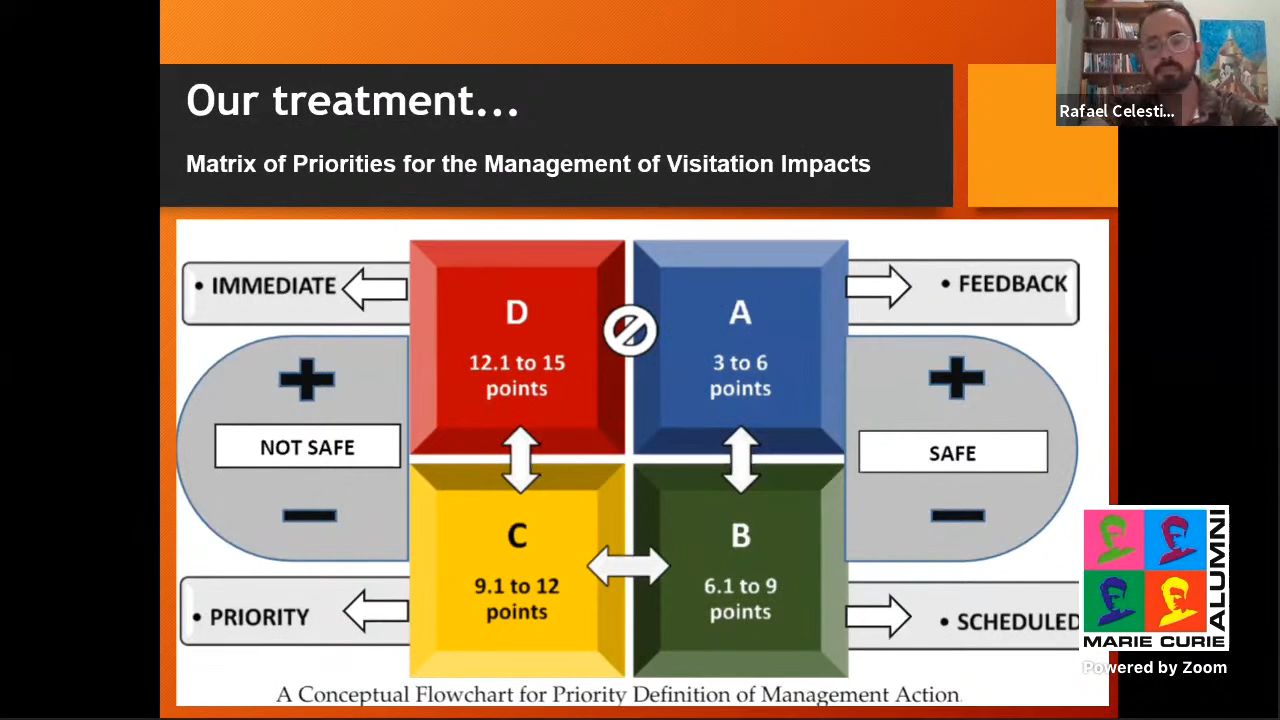 Our treatment...
Matrix of Priorities for the Management of Visitation Impacts
Rafael Celesti...
• IMMEDIATE
D
12.1 to 15
points
A
3 to 6
points
• FEEDBACK
NOT SAFE
SAFE
C
9.1 to 12
points
B
6.1 to 9
points
• PRIORITY
• SCHEDULED
A Conceptual Flowchart for Priority Definition of Management Action.
ALUMNI
MARIE CURIE
Powered by Zoom